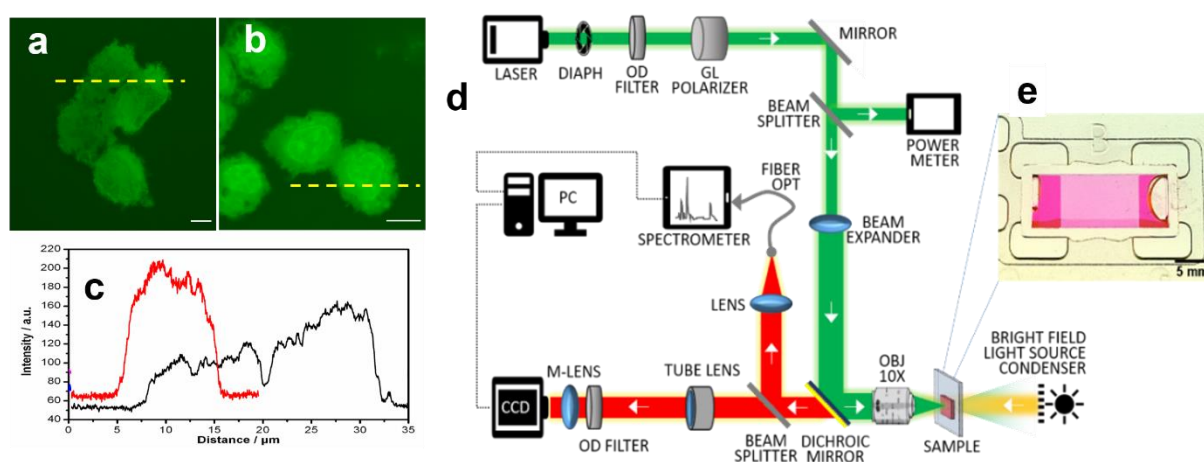 a
b
220
200
180
160
140
120
100
80
60
40
c
Intensity / a.u.
0
5
10
15
20
25
30
35
Distance / µm
d
LASER
DIAPH
OD
FILTER
GL
POLARIZER
MIRROR
BEAM
SPLITTER
POWER
METER
FIBER
OPT
PC
SPECTROMETER
BEAM
EXPANDER
LENS
M-LENS
TUBE LENS
CCD
OD FILTER
BEAM
SPLITTER
DICHROIC
MIRROR
OBJ
10X
SAMPLE
BRIGHT FIELD
LIGHT SOURCE
CONDENSER
e
B
5 mm